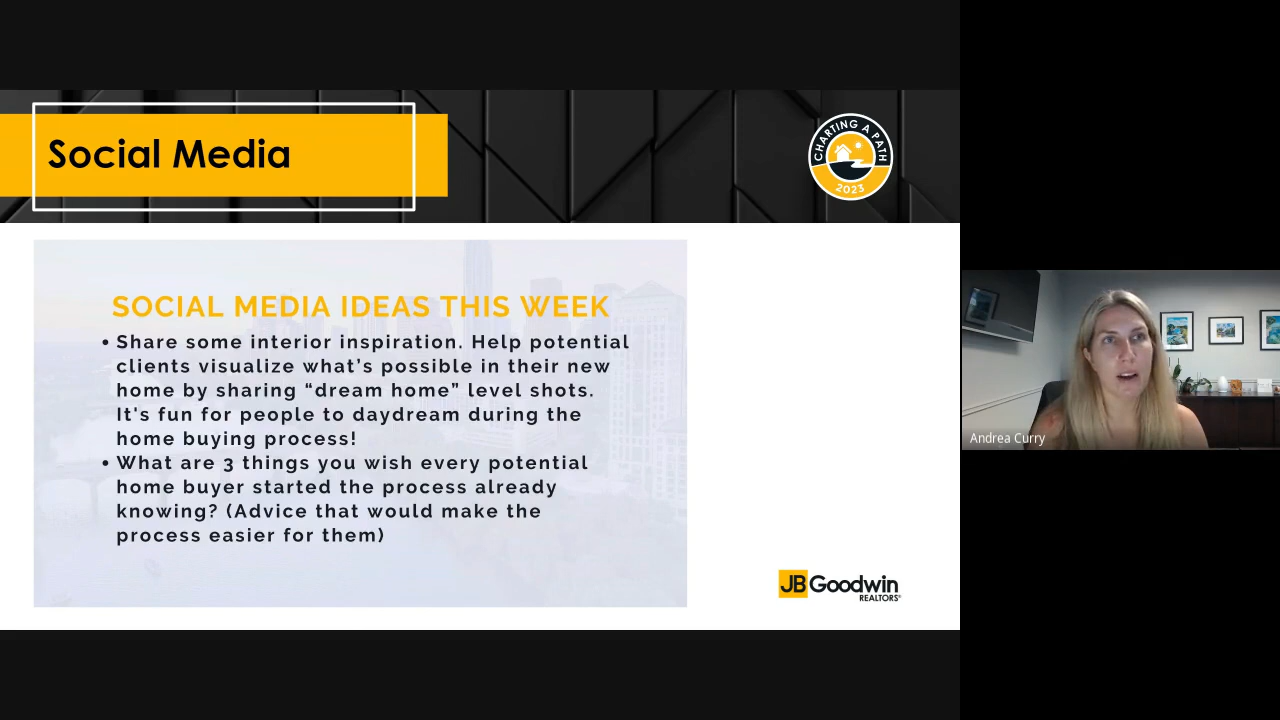 Social Media
CHARTING A PATH
2023
SOCIAL MEDIA IDEAS THIS WEEK
• Share some interior inspiration. Help potential
clients visualize what's possible in their new
home by sharing “dream home” level shots.
It's fun for people to daydream during the
home buying process!
• What are 3 things you wish every potential
home buyer started the process already
knowing? (Advice that would make the
process easier for them)
JB Goodwin
REALTORS®
Andrea Curry